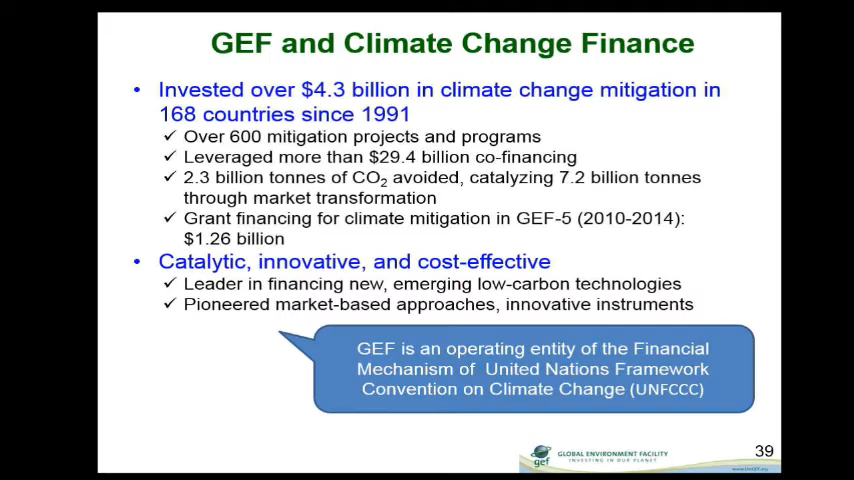 GEF and Climate Change Finance
• Invested over $4.3 billion in climate change mitigation in
168 countries since 1991
✓ Over 600 mitigation projects and programs
✓ Leveraged more than $29.4 billion co-financing
✓ 2.3 billion tonnes of CO₂ avoided, catalyzing 7.2 billion tonnes
through market transformation
✓ Grant financing for climate mitigation in GEF-5 (2010-2014):
$1.26 billion
• Catalytic, innovative, and cost-effective
✓ Leader in financing new, emerging low-carbon technologies
✓ Pioneered market-based approaches, innovative instruments
GEF is an operating entity of the Financial
Mechanism of United Nations Framework
Convention on Climate Change (UNFCCC)
39
gef
GLOBAL ENVIRONMENT FACILITY
INVESTING IN OUR PLANET
www.theGEF.org